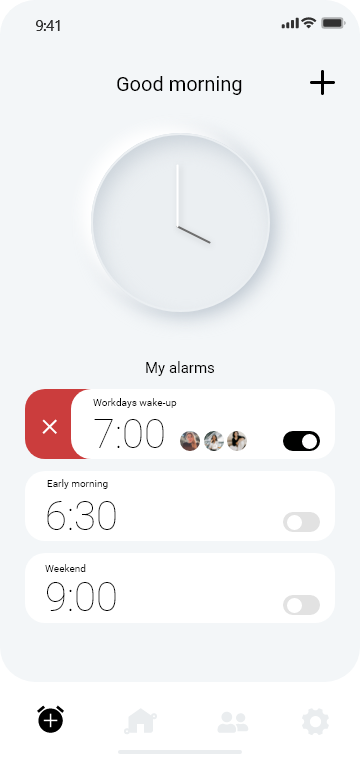 9:41
Good morning
My alarms
Workdays wake-up
7:00
Early morning
6:30
Weekend
9:00